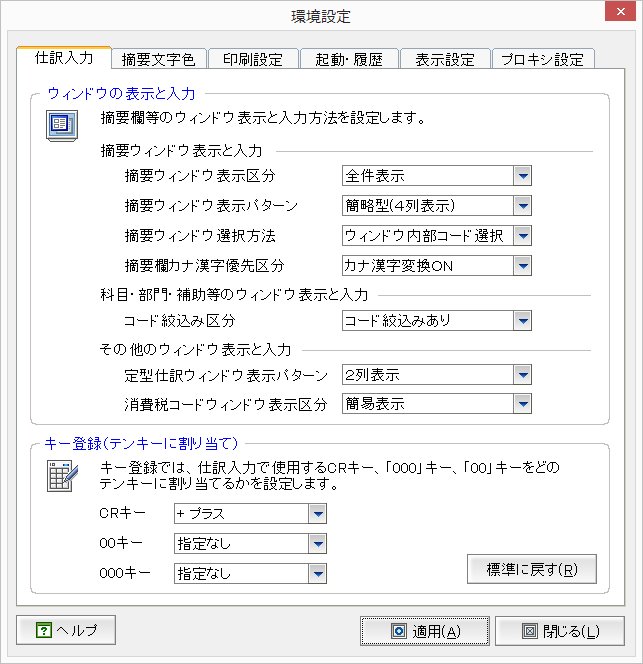 環境設定
仕訳入力 摘要文字色 印刷設定 起動・履歴 表示設定 プロキシ設定
ウィンドウの表示と入力
摘要欄等のウィンドウ表示と入力方法を設定します。
摘要ウィンドウ表示と入力
摘要ウィンドウ表示区分 全件表示
摘要ウィンドウ表示パターン 簡略型(4列表示)
摘要ウィンドウ選択方法 ウィンドウ内部コード選択
摘要欄カナ漢字優先区分 カナ漢字変換ON
科目・部門・補助等のウィンドウ表示と入力
コード絞込み区分 コード絞込みあり
その他のウィンドウ表示と入力
定型仕訳ウィンドウ表示パターン 2列表示
消費税コードウィンドウ表示区分 簡易表示
キー登録(テンキーに割り当て)
キー登録では、仕訳入力で使用するCRキー、「000」キー、「00」キーをどの
テンキーに割り当てるかを設定します。
CRキー + プラス
00キー 指定なし
000キー 指定なし
標準に戻す(R)
ヘルプ 適用(A) 閉じる(L)